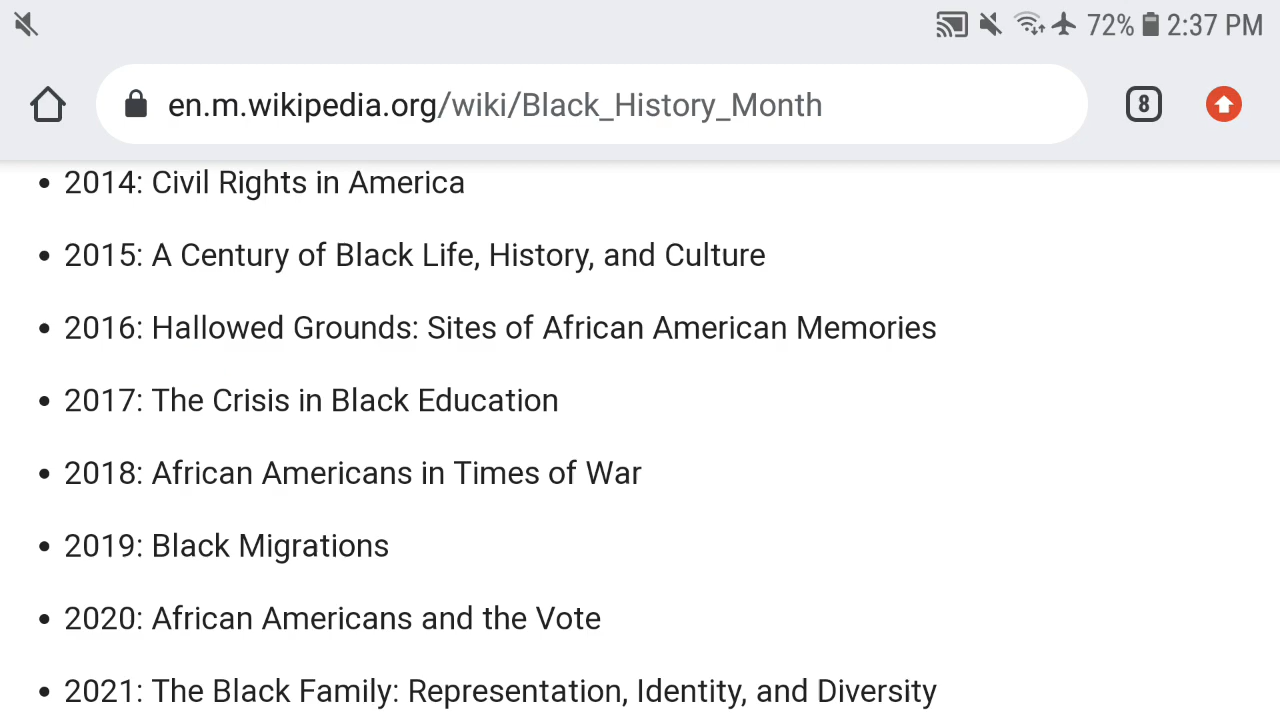 72% 2:37 PM
en.m.wikipedia.org/wiki/Black_History_Month 8
• 2014: Civil Rights in America
• 2015: A Century of Black Life, History, and Culture
• 2016: Hallowed Grounds: Sites of African American Memories
• 2017: The Crisis in Black Education
• 2018: African Americans in Times of War
• 2019: Black Migrations
• 2020: African Americans and the Vote
• 2021: The Black Family: Representation, Identity, and Diversity